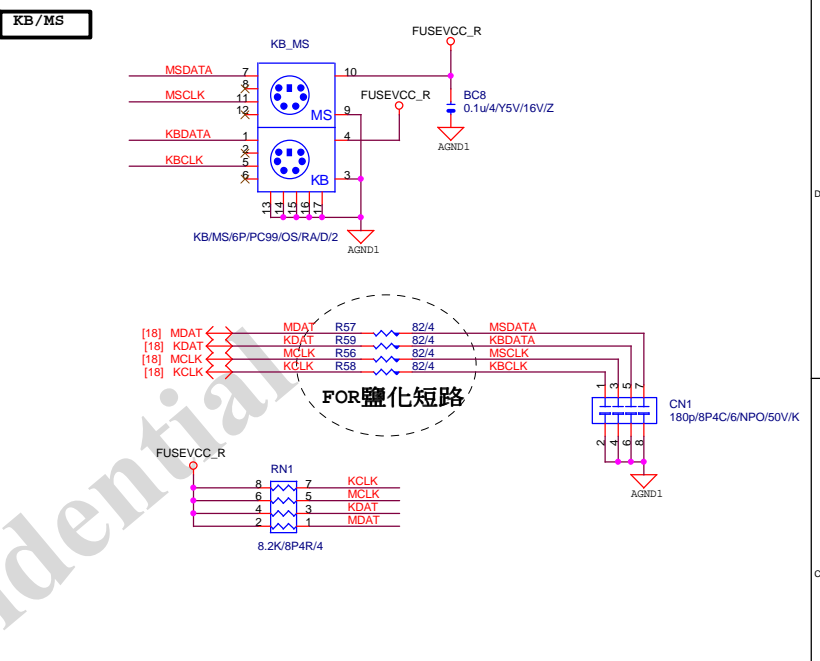 KB/MS
FUSEVCC_R
KB_MS
MSDATA 7 10
8
MSCLK 11
12
MS 9
FUSEVCC_R
BC8
0.1u/4/Y5V/16V/Z
AGND1
KBDATA 1 4
2
KBCLK 5
6
KB 3
13 14 15 16 17
KB/MS/6P/PC99/OS/RA/D/2
AGND1
D
[18] MDAT MDAT R57 82/4 MSDATA
[18] KDAT KDAT R59 82/4 KBDATA
[18] MCLK MCLK R56 82/4 MSCLK
[18] KCLK KCLK R58 82/4 KBCLK
FOR鹽化短路
1 3 5 7
CN1
180p/8P4C/6/NPO/50V/K
2 4 6 8
AGND1
FUSEVCC_R
RN1
8 7 KCLK
6 5 MCLK
4 3 KDAT
2 1 MDAT
8.2K/8P4R/4
C
idential